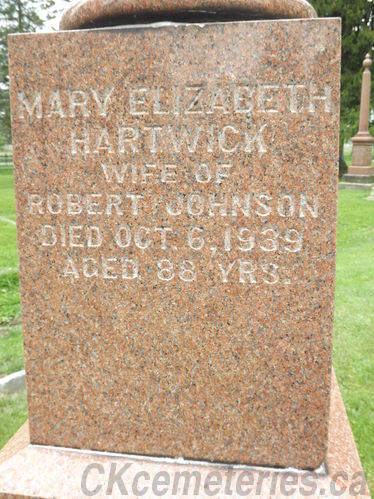 MARY ELIZABETH
HARTWICK
WIFE OF
ROBERT JOHNSON
DIED OCT. 6, 1939
AGED 88 YRS.
CKcemeteries.ca